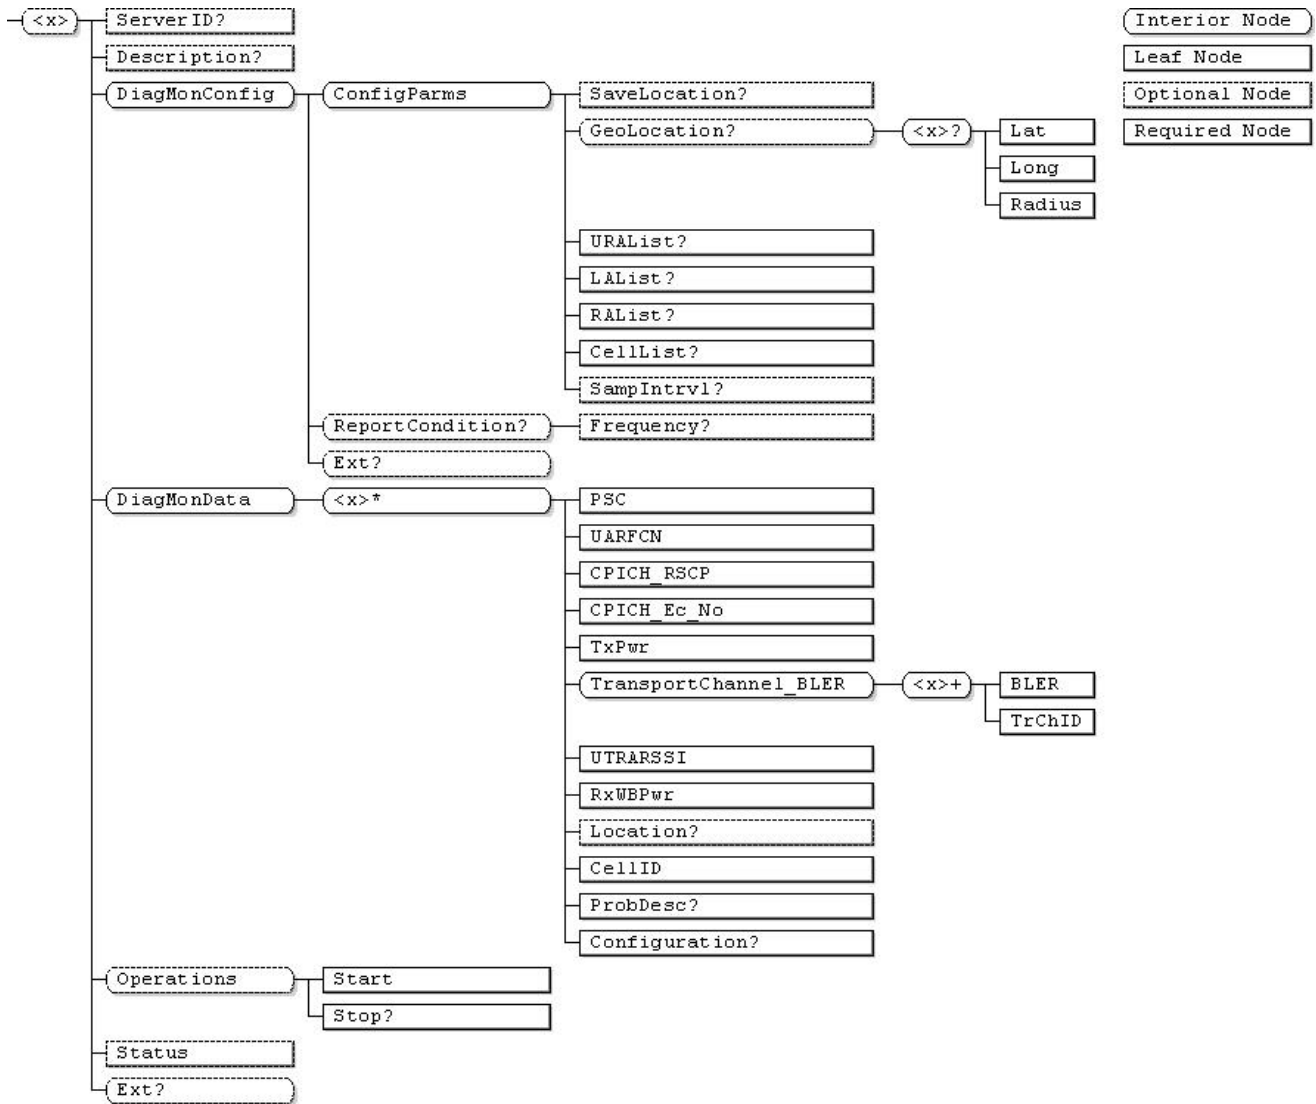 <x>
ServerID?
Interior Node
Description?
Leaf Node
DiagMonConfig
ConfigParms
SaveLocation?
Optional Node
GeoLocation?
<x>?
Lat
Required Node
Long
Radius
URAList?
LAList?
RAList?
CellList?
SampIntrvl?
ReportCondition?
Frequency?
Ext?
DiagMonData
<x>*
PSC
UARFCN
CPICH_RSCP
CPICH_Ec_No
TxPwr
TransportChannel_BLER
<x>+
BLER
TrChID
UTRARSSI
RxWBPwr
Location?
CellID
ProbDesc?
Configuration?
Operations
Start
Stop?
Status
Ext?